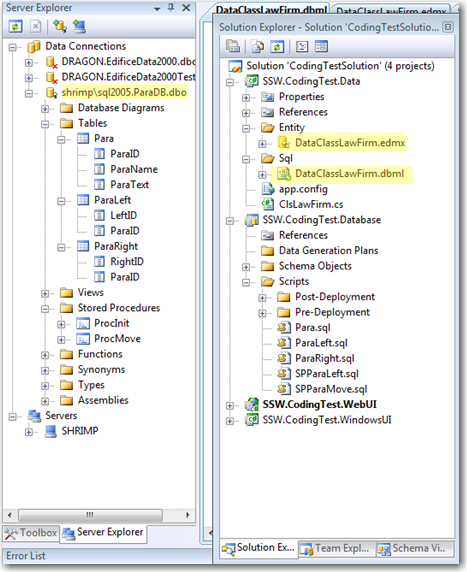 Server Explorer
Data Connections
DRAGON.EdificeData2000.dbo
DRAGON.EdificeData2000Test
shrimp\sql2005.ParaDB.dbo
Database Diagrams
Tables
Para
ParaID
ParaName
ParaText
ParaLeft
LeftID
ParaID
ParaRight
RightID
ParaID
Views
Stored Procedures
ProcInit
ProcMove
Functions
Synonyms
Types
Assemblies
Servers
SHRIMP
Toolbox
Server Explorer
Error List
DataClassLawFirm.dbml
DataClassLawFirm.edmx
Solution Explorer - Solution 'CodingTestSolutio...
Solution 'CodingTestSolution' (4 projects)
SSW.CodingTest.Data
Properties
References
Entity
DataClassLawFirm.edmx
Sql
DataClassLawFirm.dbml
app.config
ClsLawFirm.cs
SSW.CodingTest.Database
References
Data Generation Plans
Schema Objects
Scripts
Post-Deployment
Pre-Deployment
Para.sql
ParaLeft.sql
ParaRight.sql
SPParaLeft.sql
SPParaMove.sql
SSW.CodingTest.WebUI
SSW.CodingTest.WindowsUI
Solution Ex...
Team Expl...
Schema Vi...